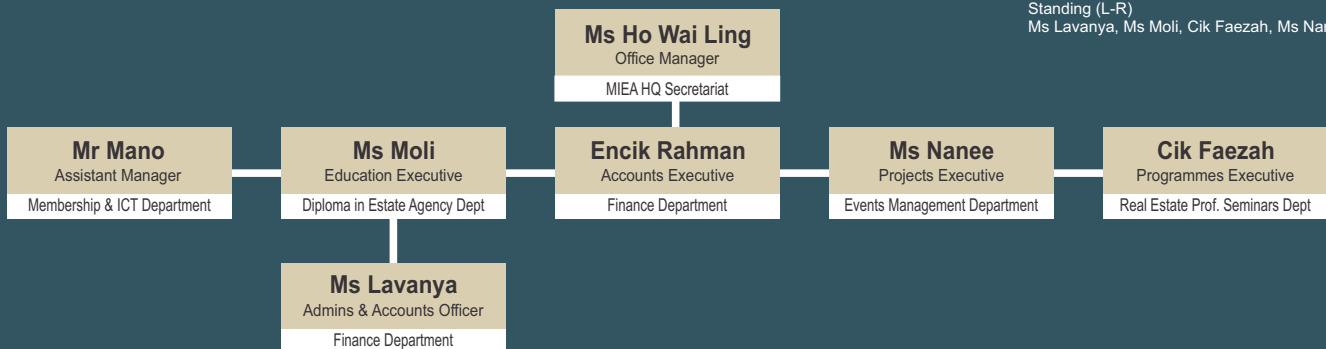 Standing (L-R)
Ms Lavanya, Ms Moli, Cik Faezah, Ms
Ms Ho Wai Ling
Office Manager
MIEA HQ Secretariat
Mr Mano
Assistant Manager
Membership & ICT Department
Ms Moli
Education Executive
Diploma in Estate Agency Dept
Encik Rahman
Accounts Executive
Finance Department
Ms Nanee
Projects Executive
Events Management Department
Cik Faezah
Programmes Executive
Real Estate Prof. Seminars Dept
Ms Lavanya
Admins & Accounts Officer
Finance Department